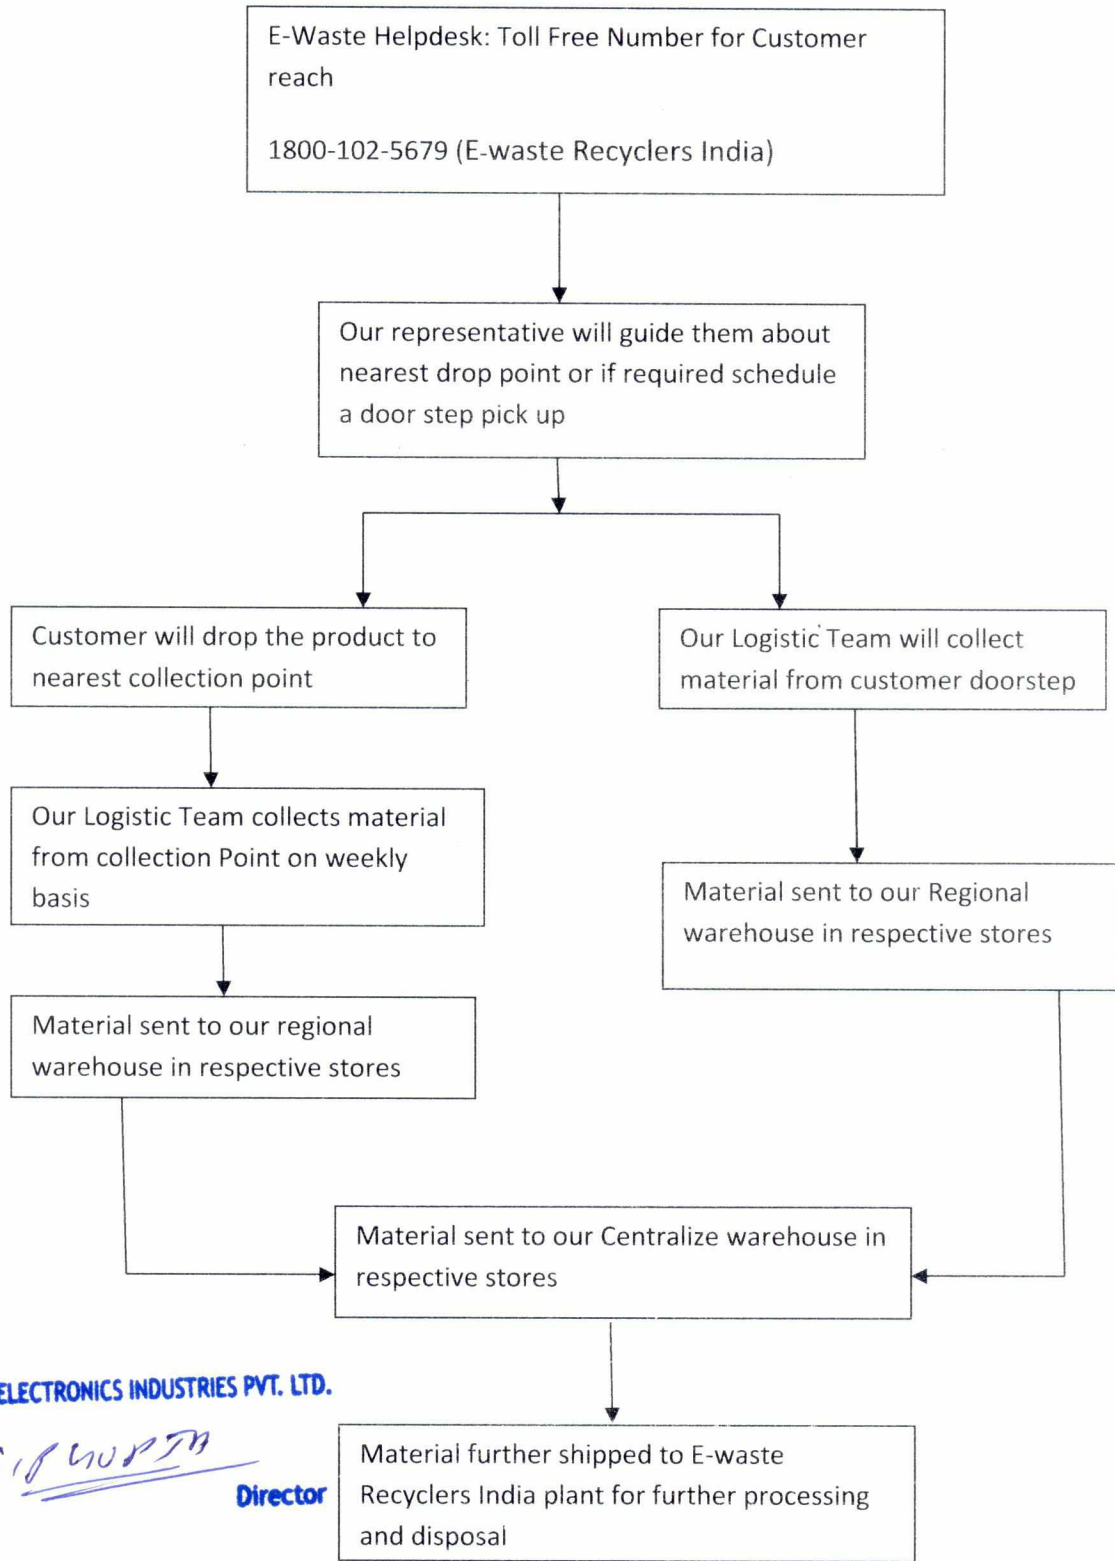 E-Waste Helpdesk: Toll Free Number for Customer
reach
1800-102-5679 (E-waste Recyclers India)
Our representative will guide them about
nearest drop point or if required schedule
a door step pick up
Customer will drop the product to
nearest collection point
Our Logistic Team will collect
material from customer doorstep
Our Logistic Team collects material
from collection Point on weekly
basis
Material sent to our Regional
warehouse in respective stores
Material sent to our regional
warehouse in respective stores
Material sent to our Centralize warehouse in
respective stores
ELECTRONICS INDUSTRIES PVT. LTD.
Director
Material further shipped to E-waste
Recyclers India plant for further processing
and disposal